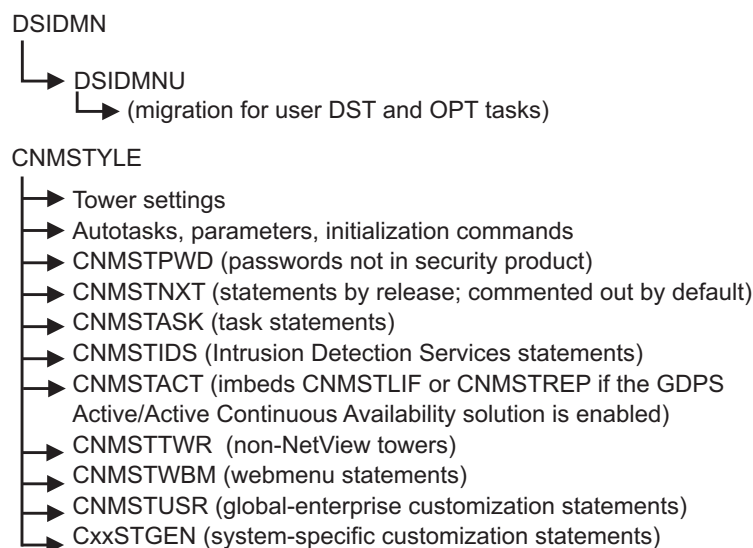 DSIDMN
DSIDMNU
(migration for user DST and OPT tasks)
CNMSTYLE
Tower settings
Autotasks, parameters, initialization commands
CNMSTPWD (passwords not in security product)
CNMSTNXT (statements by release; commented out by default)
CNMSTASK (task statements)
CNMSTIDS (Intrusion Detection Services statements)
CNMSTACT (imbeds CNMSTLIF or CNMSTREP if the GDPS
Active/Active Continuous Availability solution is enabled)
CNMSTTWR (non-NetView towers)
CNMSTWBM (webmenu statements)
CNMSTUSR (global-enterprise customization statements)
CxxSTGEN (system-specific customization statements)